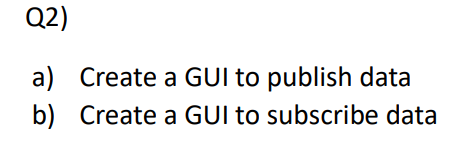 Q2)
a) Create a GUI to publish data
b) Create a GUI to subscribe data